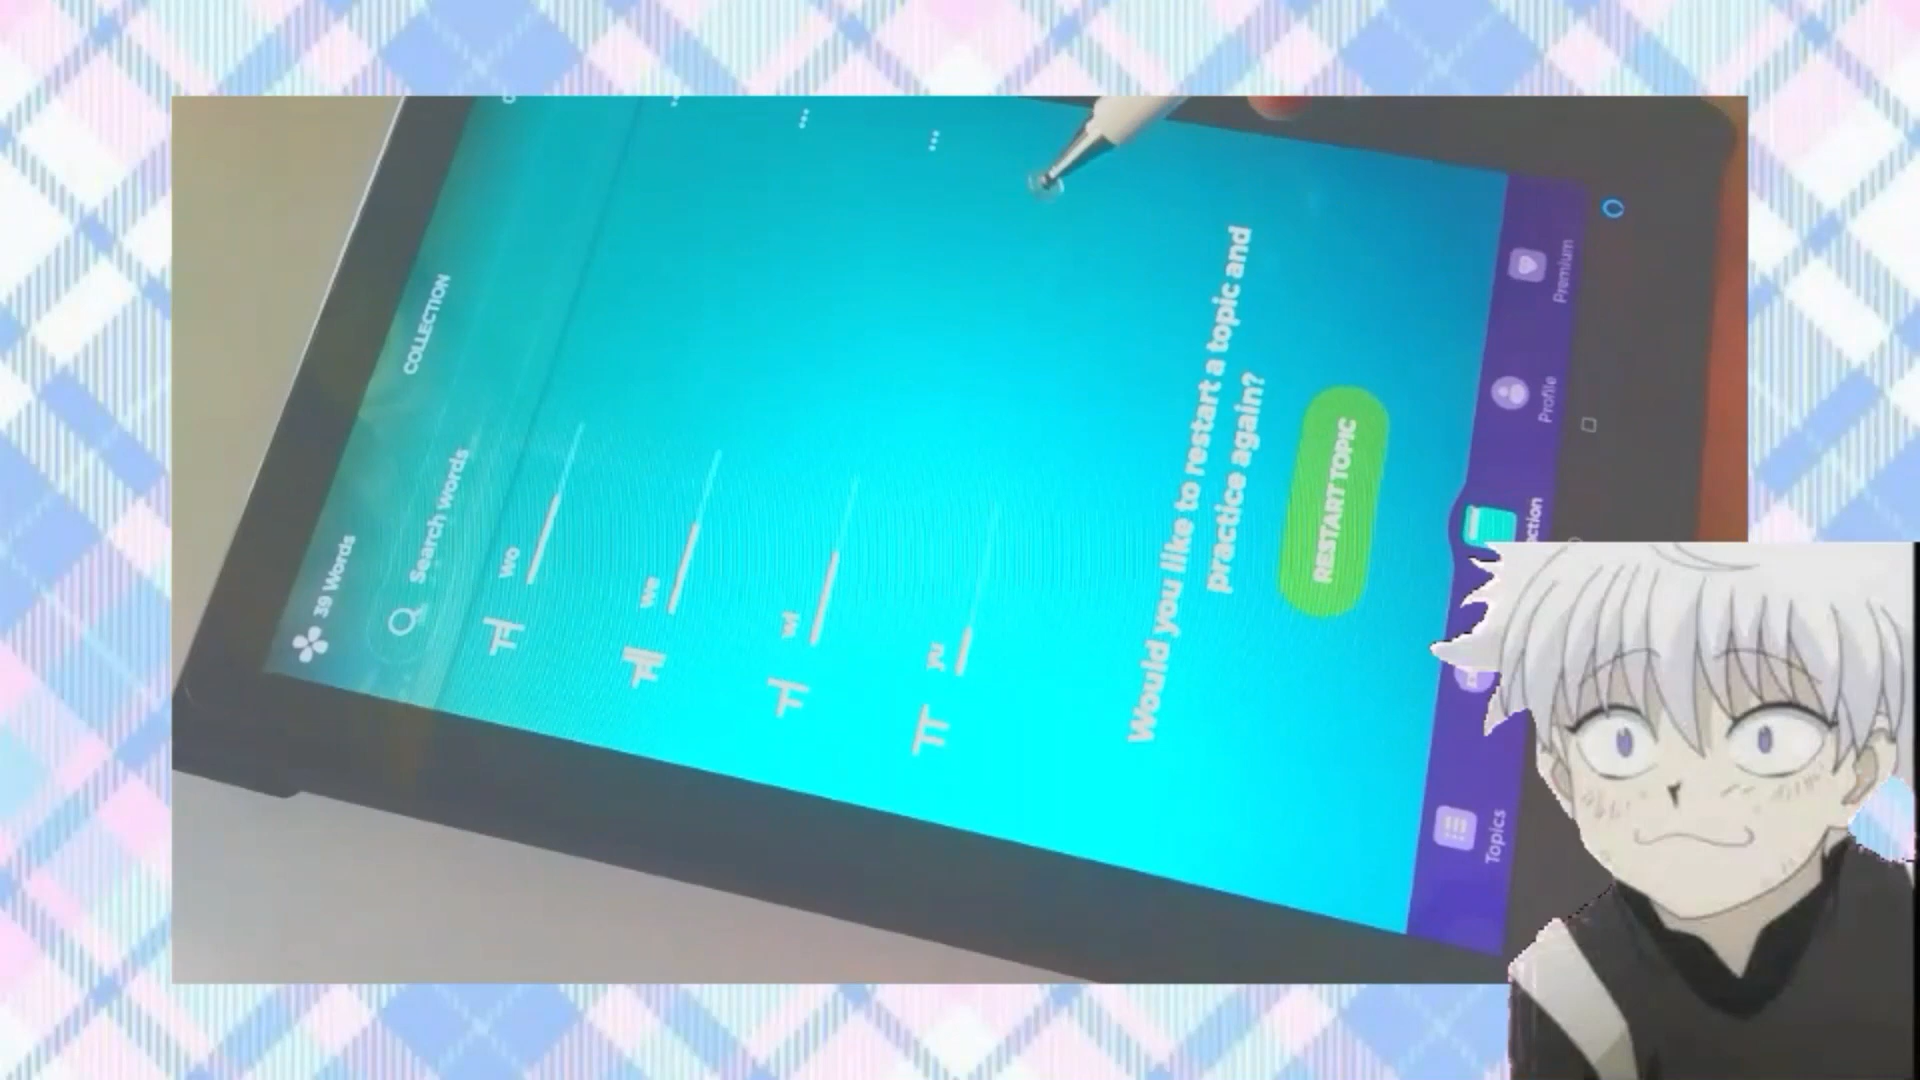 39 Words
COLLECTION
Search words
ㅝ wo
ㅞ we
ㅟ wi
ㅠ yu
Would you like to restart a topic and
practice again?
RESTART TOPIC
Topics
Profile
Premium